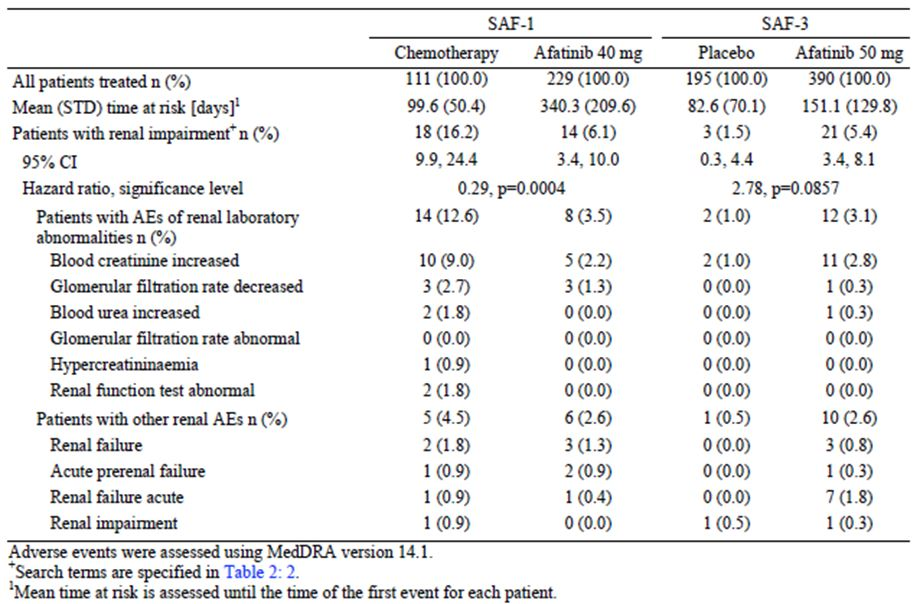 SAF-1 SAF-3
Chemotherapy Afatinib 40 mg Placebo Afatinib 50 mg
All patients treated n (%) 111 (100.0) 229 (100.0) 195 (100.0) 390 (100.0)
Mean (STD) time at risk [days]1 99.6 (50.4) 340.3 (209.6) 82.6 (70.1) 151.1 (129.8)
Patients with renal impairment+ n (%) 18 (16.2) 14 (6.1) 3 (1.5) 21 (5.4)
95% CI 9.9, 24.4 3.4, 10.0 0.3, 4.4 3.4, 8.1
Hazard ratio, significance level 0.29, p=0.0004 2.78, p=0.0857
Patients with AEs of renal laboratory 14 (12.6) 8 (3.5) 2 (1.0) 12 (3.1)
abnormalities n (%)
Blood creatinine increased 10 (9.0) 5 (2.2) 2 (1.0) 11 (2.8)
Glomerular filtration rate decreased 3 (2.7) 3 (1.3) 0 (0.0) 1 (0.3)
Blood urea increased 2 (1.8) 0 (0.0) 0 (0.0) 1 (0.3)
Glomerular filtration rate abnormal 0 (0.0) 0 (0.0) 0 (0.0) 0 (0.0)
Hypercreatininaemia 1 (0.9) 0 (0.0) 0 (0.0) 0 (0.0)
Renal function test abnormal 2 (1.8) 0 (0.0) 0 (0.0) 0 (0.0)
Patients with other renal AEs n (%) 5 (4.5) 6 (2.6) 1 (0.5) 10 (2.6)
Renal failure 2 (1.8) 3 (1.3) 0 (0.0) 3 (0.8)
Acute prerenal failure 1 (0.9) 2 (0.9) 0 (0.0) 1 (0.3)
Renal failure acute 1 (0.9) 1 (0.4) 0 (0.0) 7 (1.8)
Renal impairment 1 (0.9) 0 (0.0) 1 (0.5) 1 (0.3)
Adverse events were assessed using MedDRA version 14.1.
+Search terms are specified in Table 2: 2.
1Mean time at risk is assessed until the time of the first event for each patient.